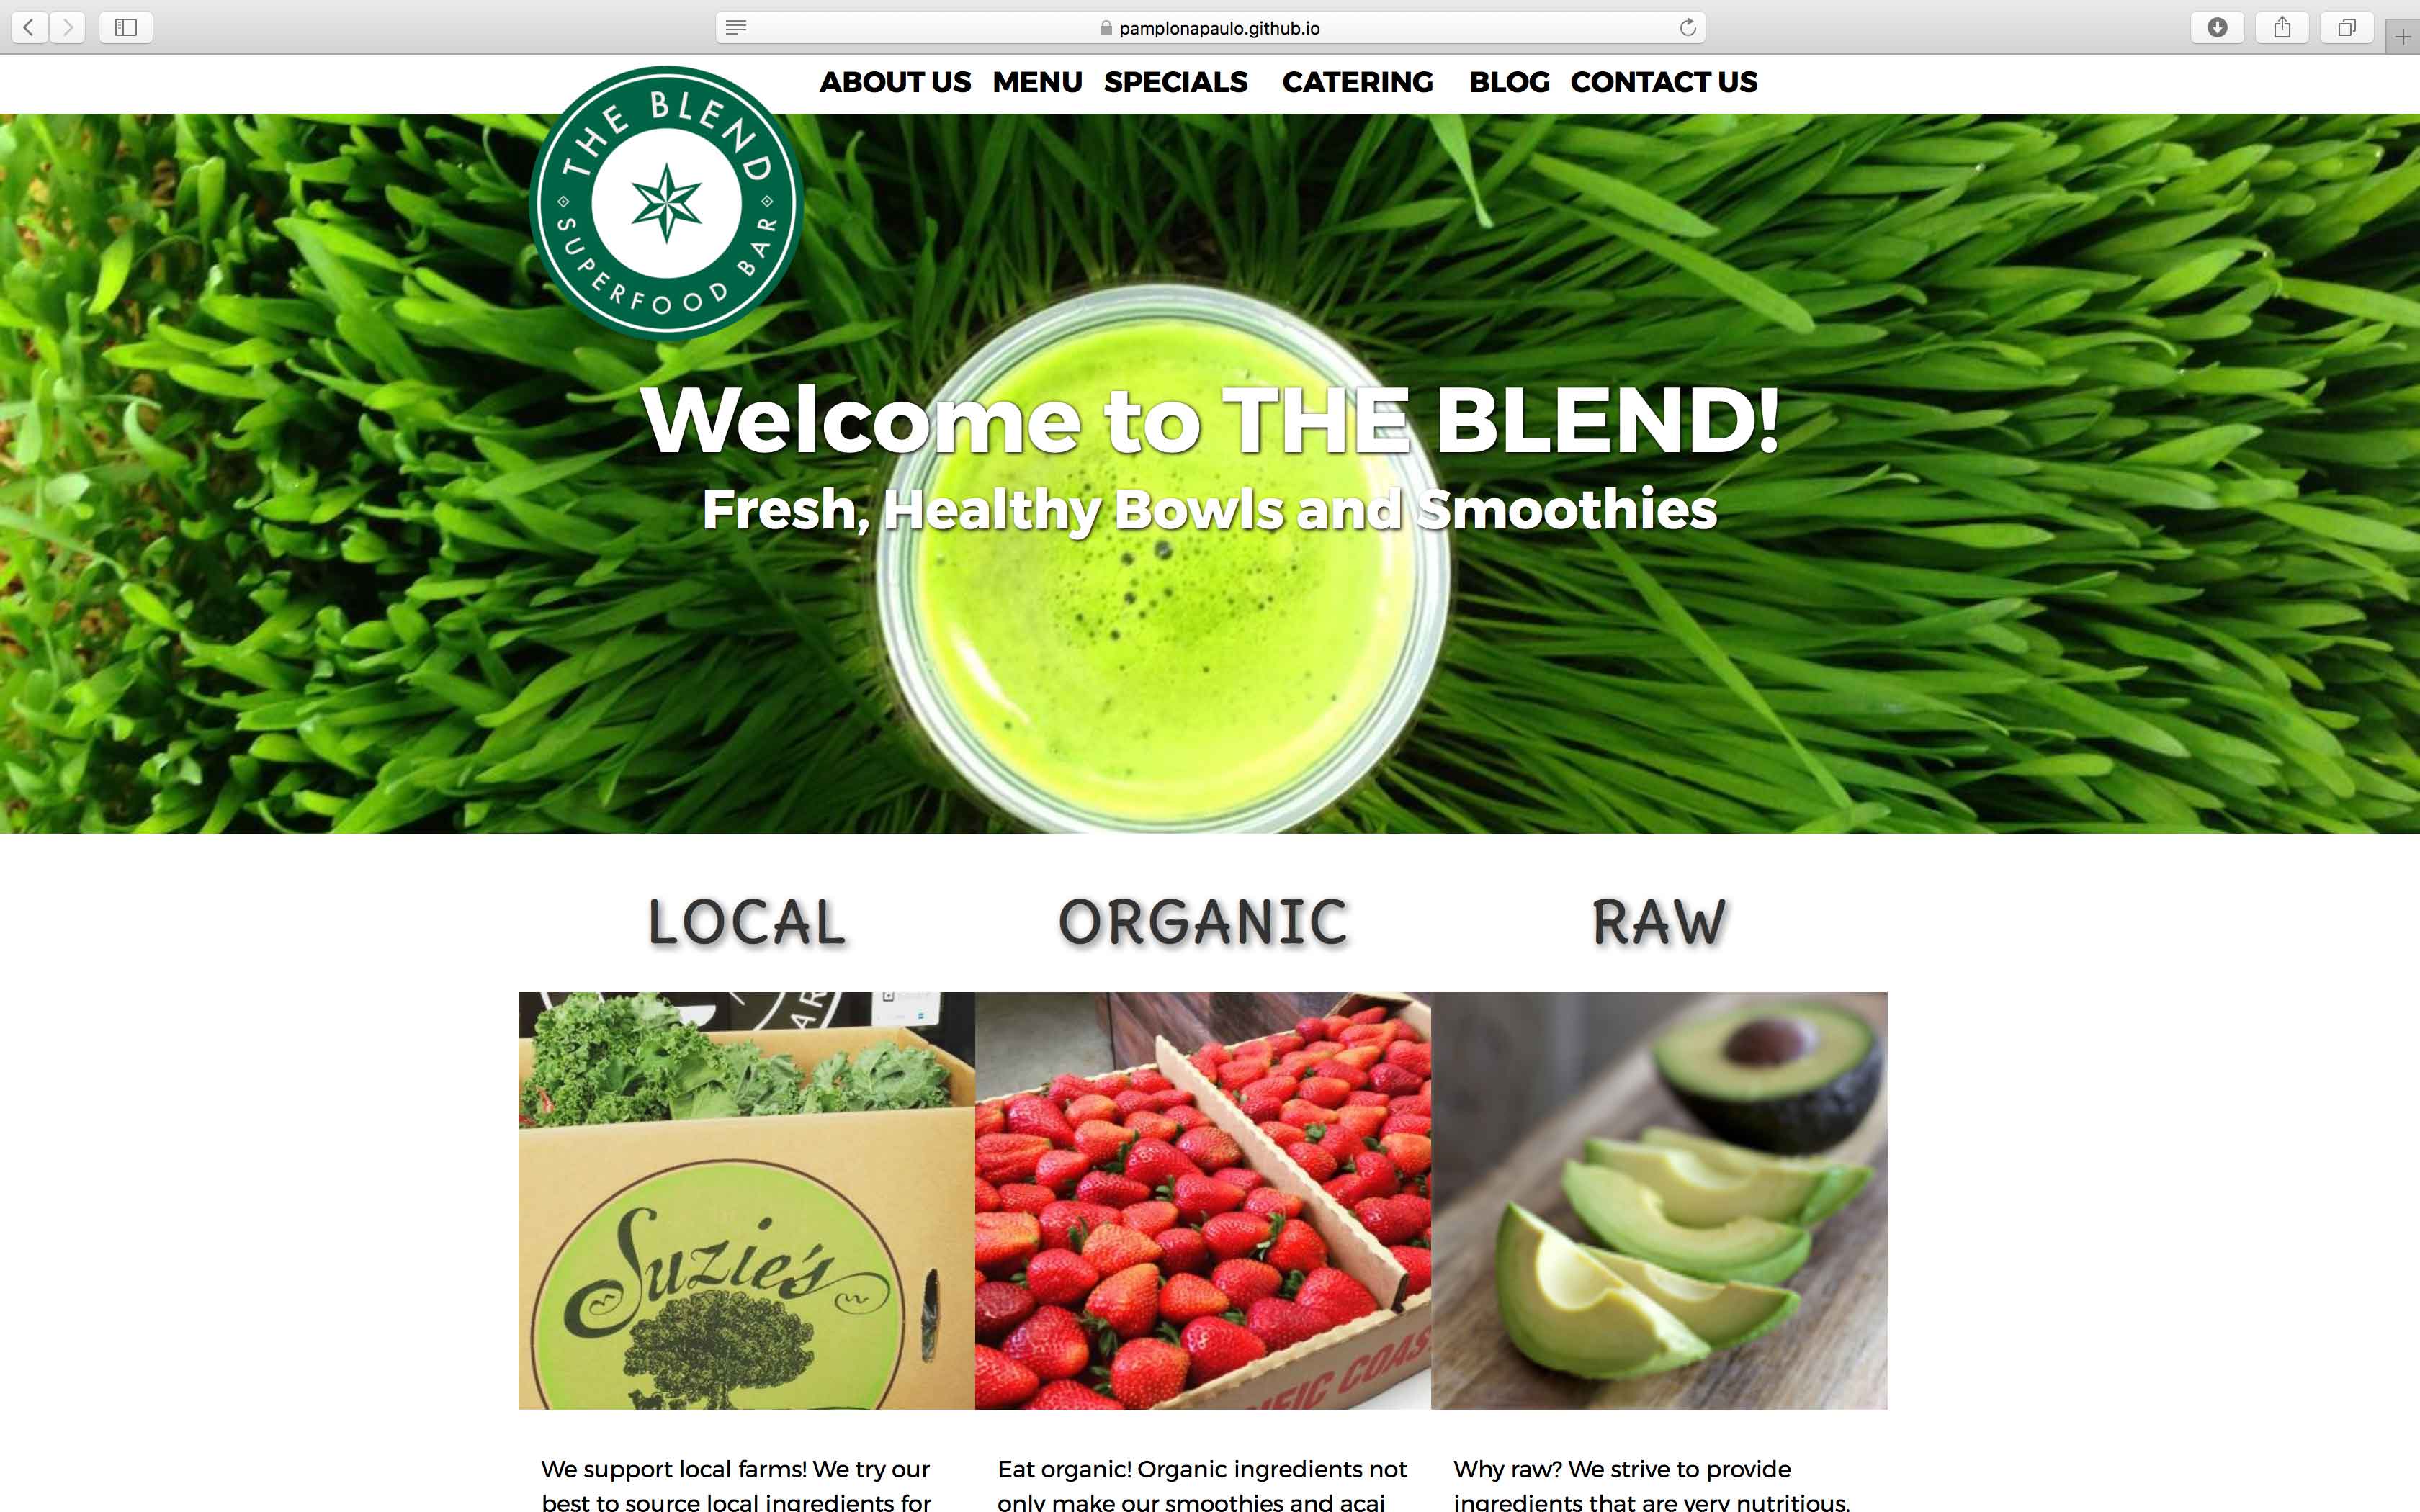 pamplonapaulo.github.io
ABOUT US MENU SPECIALS CATERING BLOG CONTACT US
THE BLEND
SUPERFOOD BAR
Welcome to THE BLEND!
Fresh, Healthy Bowls and Smoothies
LOCAL
ORGANIC
RAW
AR
Suzie's
IFIC COAS
We support local farms! We try our
best to source local ingredients for
Eat organic! Organic ingredients not
only make our smoothies and acai
Why raw? We strive to provide
ingredients that are very nutritious,